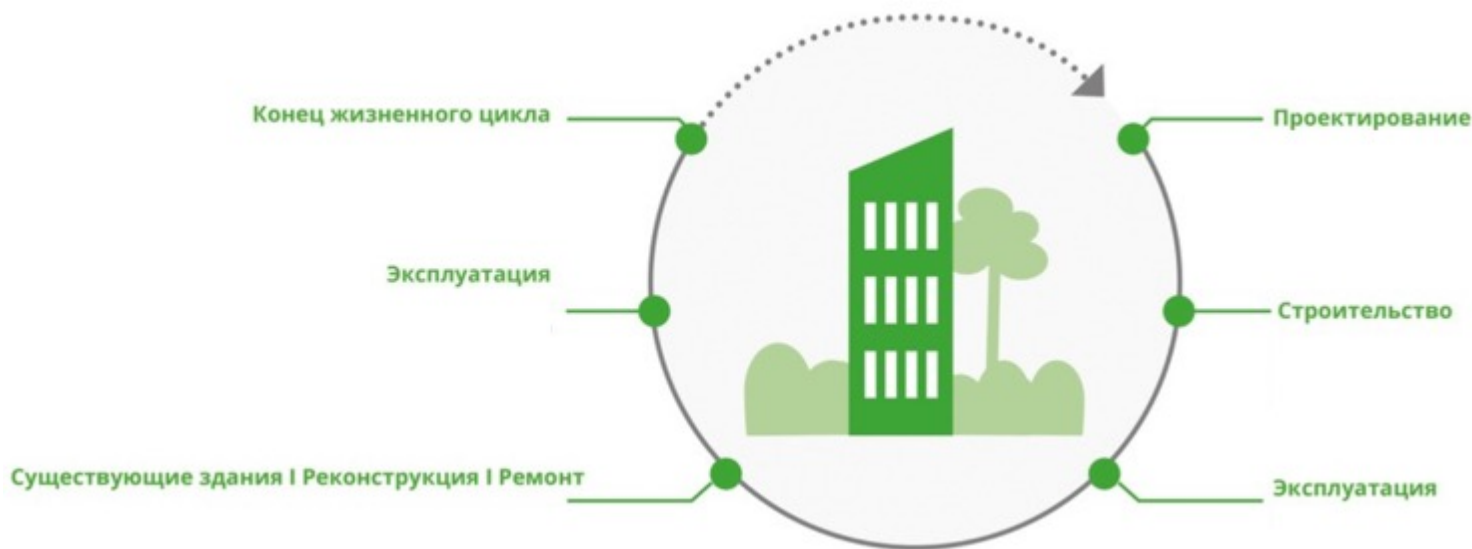 Конец жизненного цикла
Проектирование
Эксплуатация
Строительство
Существующие здания I Реконструкция I Ремонт
Эксплуатация